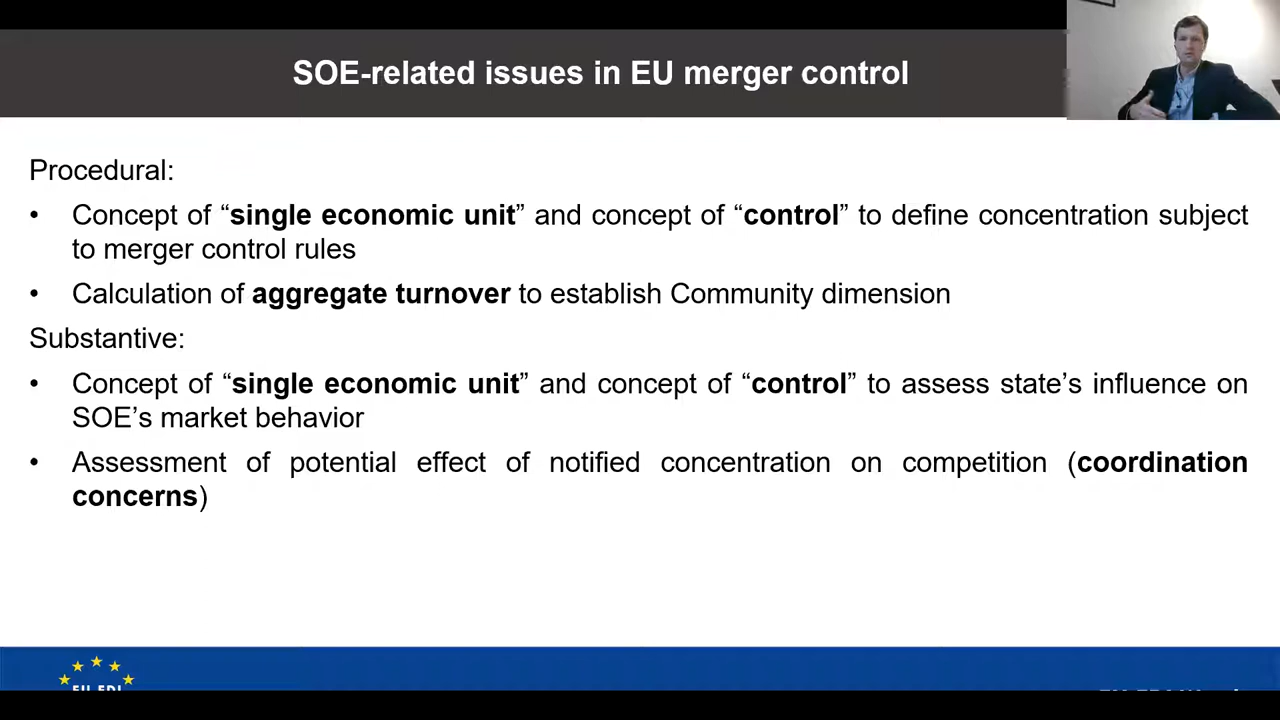 SOE-related issues in EU merger control
Procedural:
• Concept of “single economic unit” and concept of “control” to define concentration subject
to merger control rules
• Calculation of aggregate turnover to establish Community dimension
Substantive:
• Concept of “single economic unit” and concept of “control” to assess state’s influence on
SOE’s market behavior
• Assessment of potential effect of notified concentration on competition (coordination
concerns)